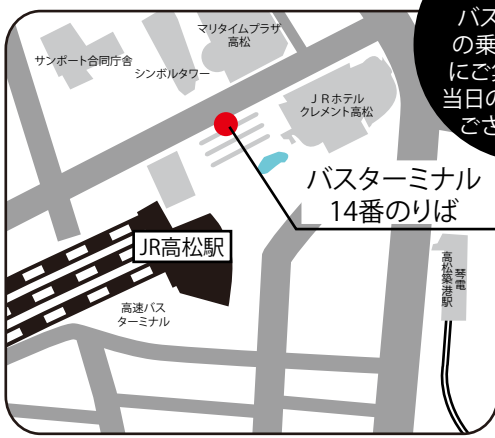 マリタイムプラザ
高松
サンポート合同庁舎
シンボルタワー
JRホテル
クレメント高松
バス
の乗
にご
当日の
ござ
バスターミナル
14番のりば
JR高松駅
高速バス
ターミナル
琴電
高松築港駅